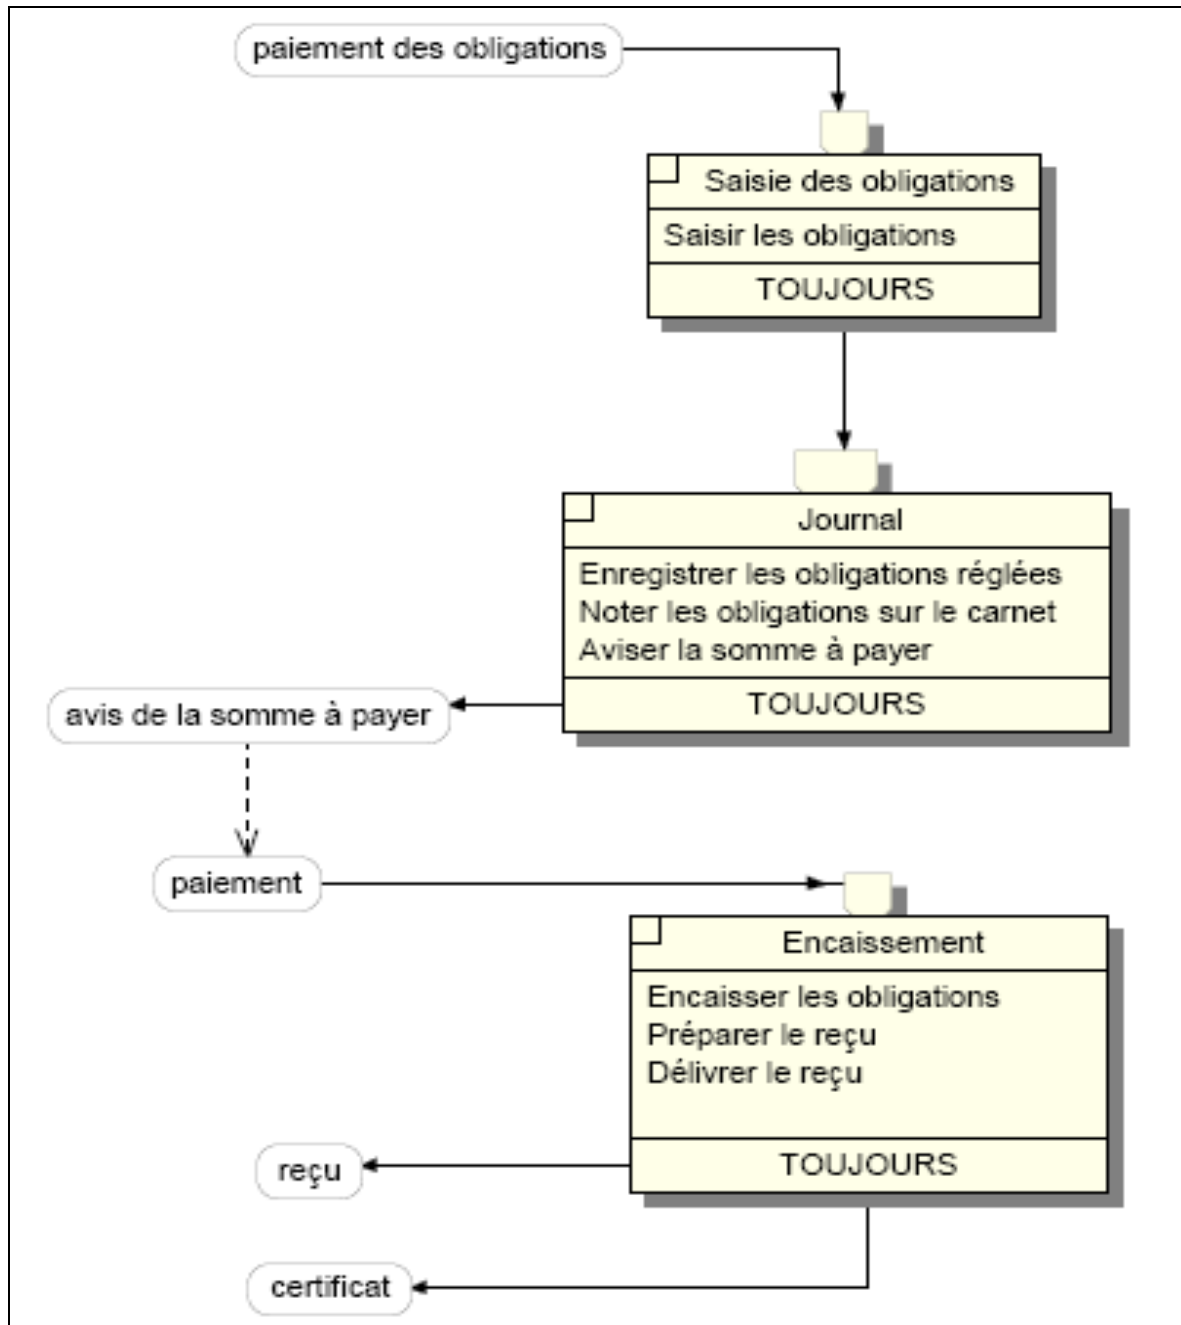 paiement des obligations
Saisie des obligations
Saisir les obligations
TOUJOURS
Journal
Enregistrer les obligations réglées
Noter les obligations sur le carnet
Aviser la somme à payer
TOUJOURS
avis de la somme à payer
paiement
Encaissement
Encaisser les obligations
Préparer le reçu
Délivrer le reçu
TOUJOURS
reçu
certificat